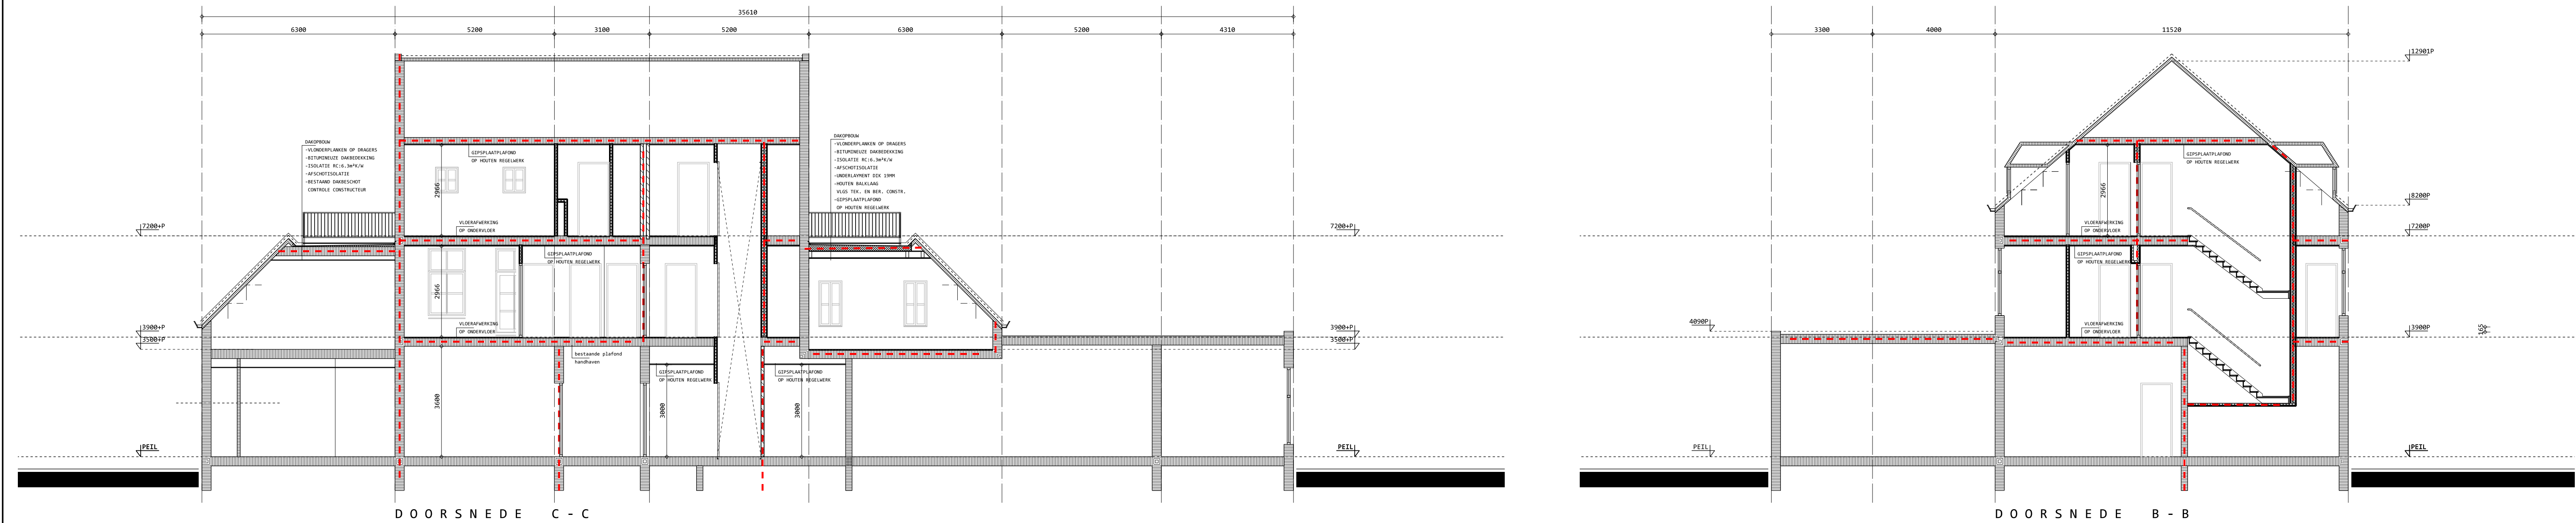 35610
6300 5200 3100 5200 6300 5200 4310
DAKOPBOUW
-VLONDERPLANKEN OP DRAGERS
-BITUMINEUZE DAKBEDEKKING
-ISOLATIE RC:6.3m²K/W
-AFSCHOTISOLATIE
-BESTAAND DAKBESCHOT
CONTROLE CONSTRUCTEUR
GIPSPLAATPLAFOND
OP HOUTEN REGELWERK
2966
VLOERAFWERKING
OP ONDERVLOER
DAKOPBOUW
-VLONDERPLANKEN OP DRAGERS
-BITUMINEUZE DAKBEDEKKING
-ISOLATIE RC:6.3m²K/W
-AFSCHOTISOLATIE
-UNDERLAYMENT DIK 19MM
-HOUTEN BALKLAAG
VLGS TEK. EN BER. CONSTR.
-GIPSPLAATPLAFOND
OP HOUTEN REGELWERK
7200+P
7200+P
GIPSPLAATPLAFOND
OP HOUTEN REGELWERK
2966
VLOERAFWERKING
OP ONDERVLOER
3900+P
3500+P
3900+P
3500+P
bestaande plafond
handhaven
GIPSPLAATPLAFOND
OP HOUTEN REGELWERK
GIPSPLAATPLAFOND
OP HOUTEN REGELWERK
3600
3000
3000
PEIL
PEIL
DOORSNEDE C-C
3300 4000 11520
12901P
GIPSPLAATPLAFOND
OP HOUTEN REGELWERK
2966
8200P
VLOERAFWERKING
OP ONDERVLOER
7200P
GIPSPLAATPLAFOND
OP HOUTEN REGELWERK
VLOERAFWERKING
OP ONDERVLOER
4090P
3900P
165
PEIL
PEIL
DOORSNEDE B-B